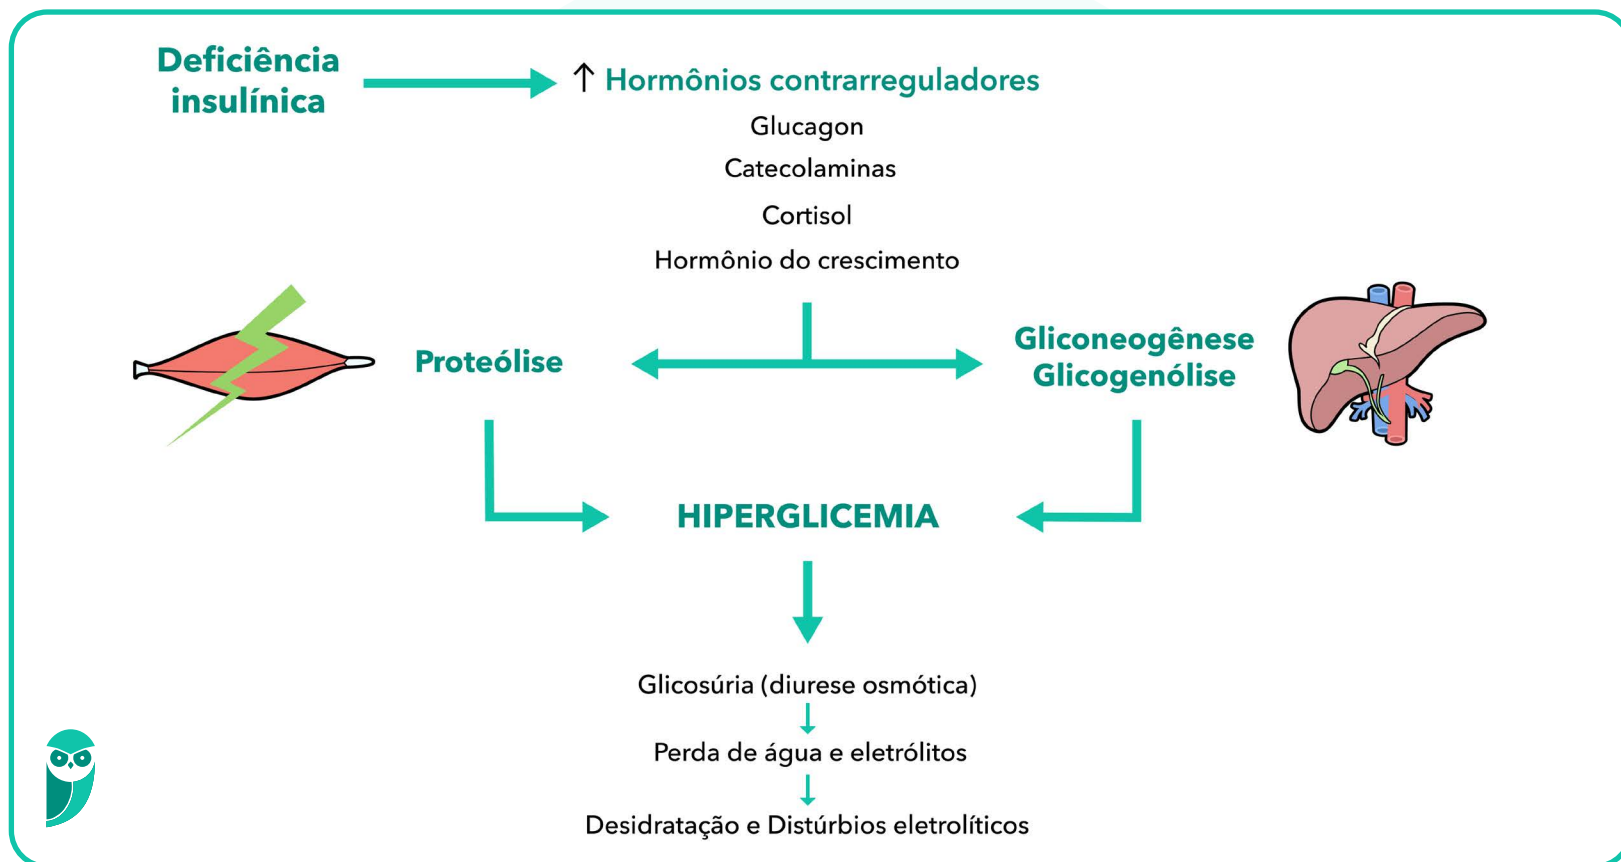 Deficiência
insulínica
↑ Hormônios contrarreguladores
Glucagon
Catecolaminas
Cortisol
Hormônio do crescimento
Proteólise
Gliconeogênese
Glicogenólise
HIPERGLICEMIA
Glicosúria (diurese osmótica)
Perda de água e eletrólitos
Desidratação e Distúrbios eletrolíticos